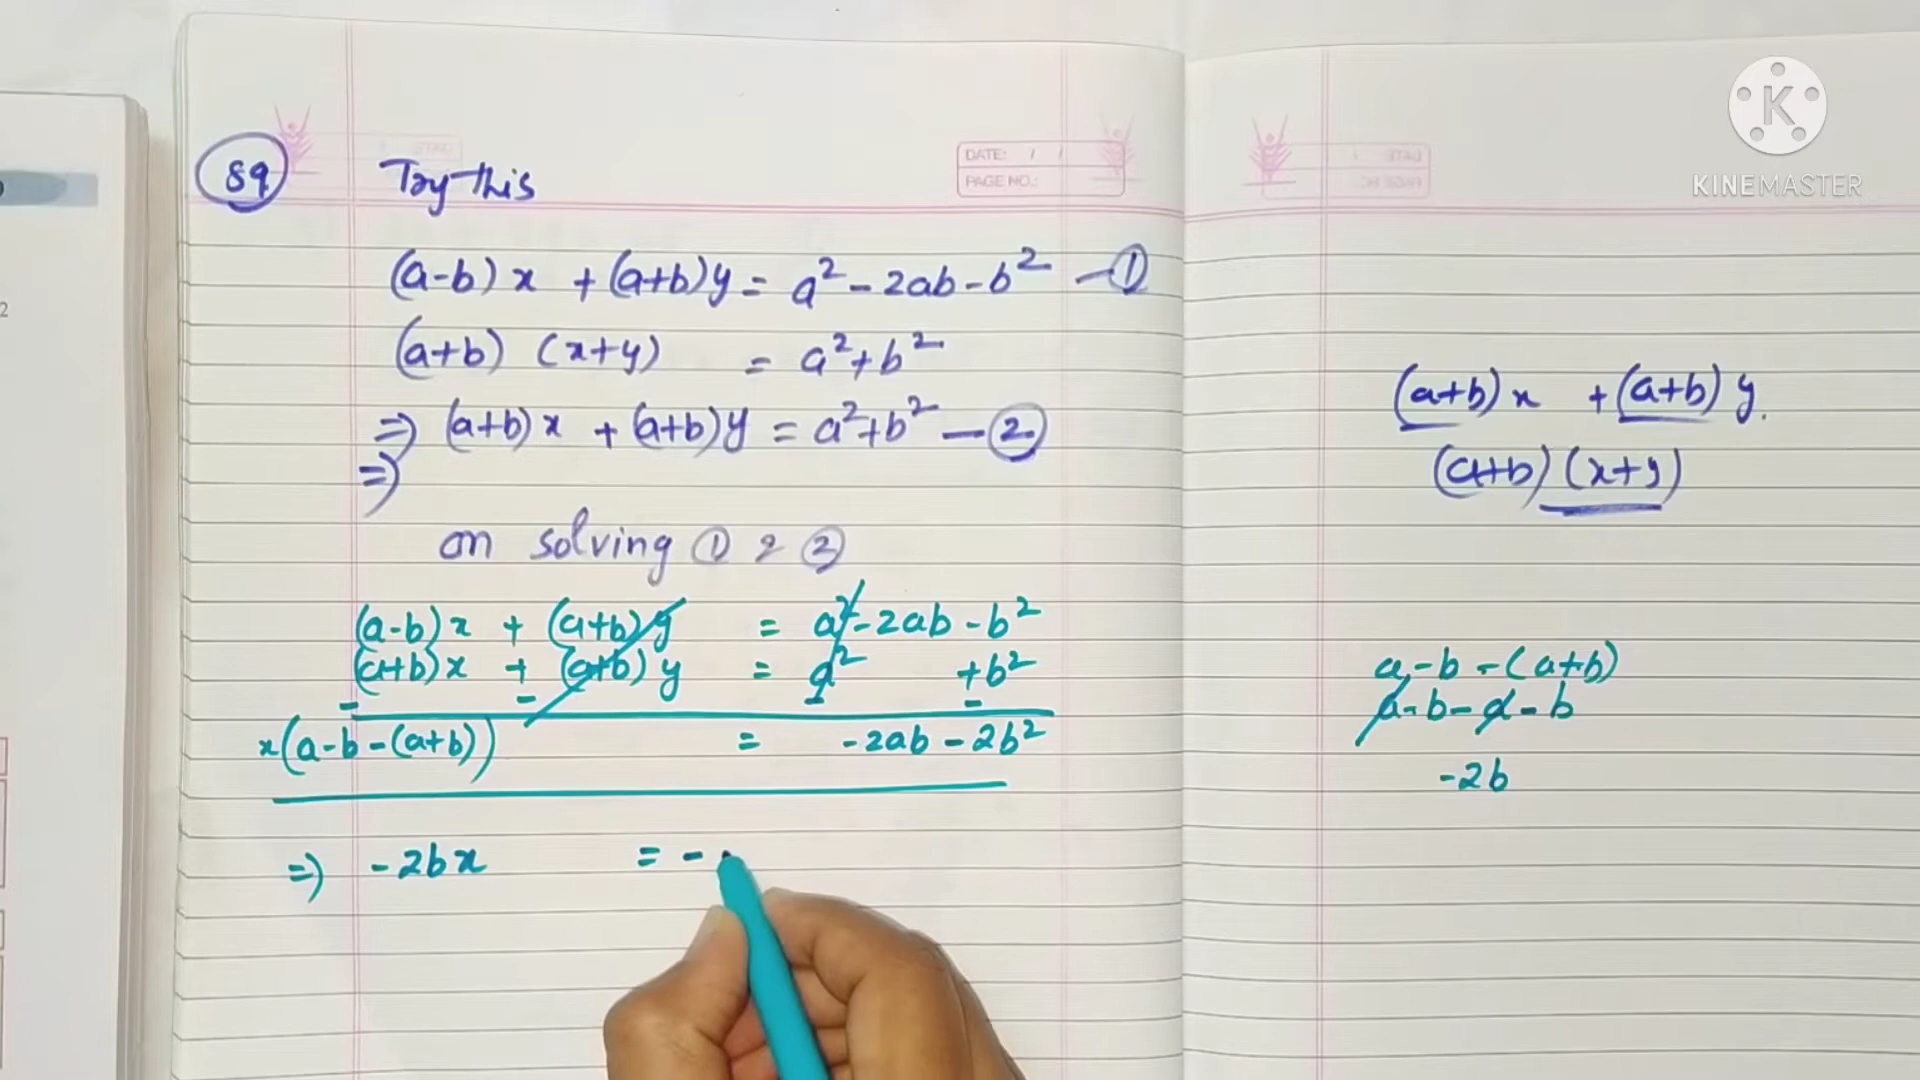 89 Try this
DATE: / /
PAGE NO.:
(a-b)x + (a+b)y = a² - 2ab - b² - ①
(a+b) (x+y) = a² + b²
⇒ (a+b)x + (a+b)y = a² + b² - ②
⇒
on solving ① & ②
(a-b)x + (a+b)y = a² - 2ab - b²
(a+b)x + (a+b)y = a² + b²
- - - -
x(a-b-(a+b)) = -2ab - 2b²
⇒ -2bx = -
(a+b)x + (a+b)y.
(a+b)(x+y)
a-b-(a+b)
a-b-a-b
-2b
K
KINEMASTER
2